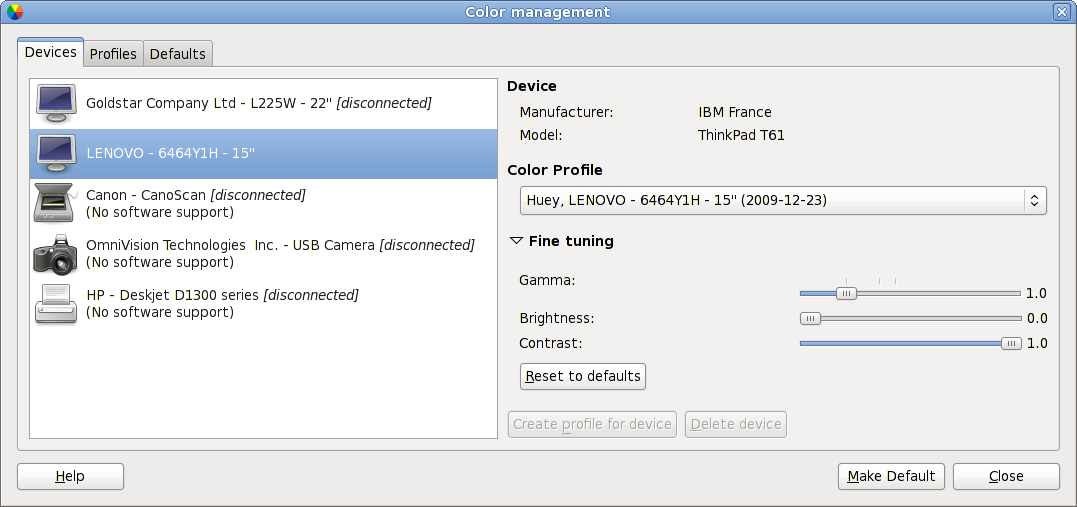 Color management
Devices
Profiles
Defaults
Goldstar Company Ltd - L225W - 22" [disconnected]
LENOVO - 6464Y1H - 15"
Canon - CanoScan [disconnected]
(No software support)
OmniVision Technologies  Inc. - USB Camera [disconnected]
(No software support)
HP - Deskjet D1300 series [disconnected]
(No software support)
Device
Manufacturer: IBM France
Model: ThinkPad T61
Color Profile
Huey, LENOVO - 6464Y1H - 15" (2009-12-23)
Fine tuning
Gamma: 1.0
Brightness: 0.0
Contrast: 1.0
Reset to defaults
Create profile for device
Delete device
Help
Make Default
Close